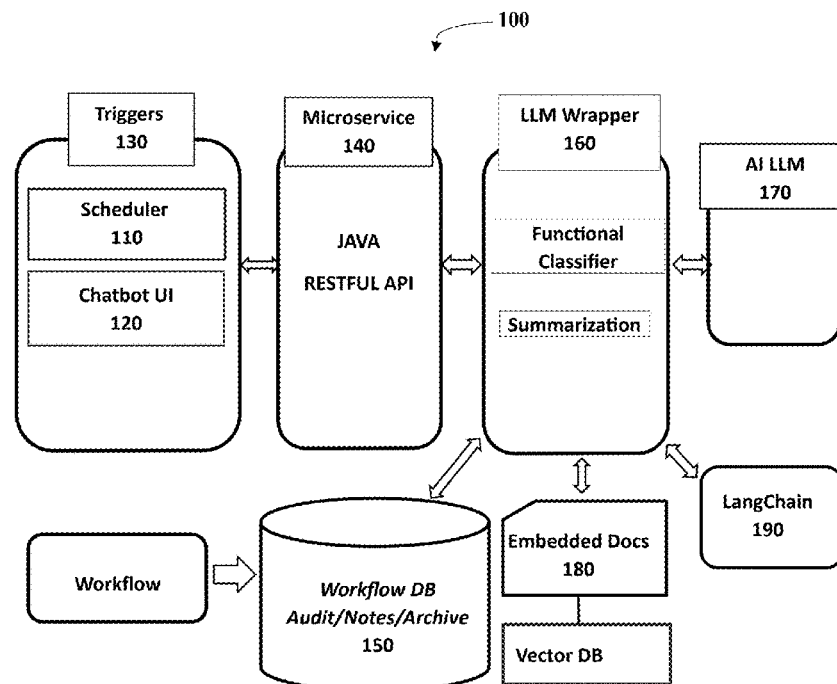 100
Triggers
130
Microservice
140
LLM Wrapper
160
AI LLM
170
Scheduler
110
Chatbot UI
120
JAVA
RESTFUL API
Functional
Classifier
Summarization
Workflow
Workflow DB
Audit/Notes/Archive
150
Embedded Docs
180
Vector DB
LangChain
190